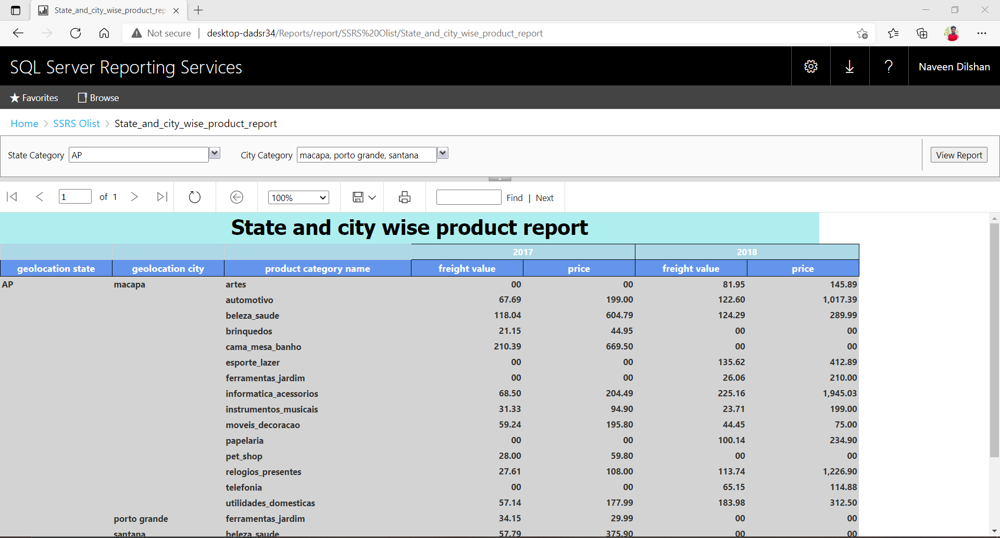 State_and_city_wise_product_rep
Not secure | desktop-dadsr34/Reports/report/SSRS%20Olist/State_and_city_wise_product_report
SQL Server Reporting Services ? Naveen Dilshan
Favorites Browse
Home > SSRS Olist > State_and_city_wise_product_report
State Category AP City Category macapa, porto grande, santana View Report
1 of 1 100% Find | Next
State and city wise product report
2017 2018
geolocation state geolocation city product category name freight value price freight value price
AP macapa artes 00 00 81.95 145.89
automotivo 67.69 199.00 122.60 1,017.39
beleza_saude 118.04 604.79 124.29 289.99
brinquedos 21.15 44.95 00 00
cama_mesa_banho 210.39 669.50 00 00
esporte_lazer 00 00 135.62 412.89
ferramentas_jardim 00 00 26.06 210.00
informatica_acessorios 68.50 204.49 225.16 1,945.03
instrumentos_musicais 31.33 94.90 23.71 199.00
moveis_decoracao 59.24 195.80 44.45 75.00
papelaria 00 00 100.14 234.90
pet_shop 28.00 59.80 00 00
relogios_presentes 27.61 108.00 113.74 1,226.90
telefonia 00 00 65.15 114.88
utilidades_domesticas 57.14 177.99 183.98 312.50
porto grande ferramentas_jardim 34.15 29.99 00 00
santana beleza_saude 57.79 375.90 00 00